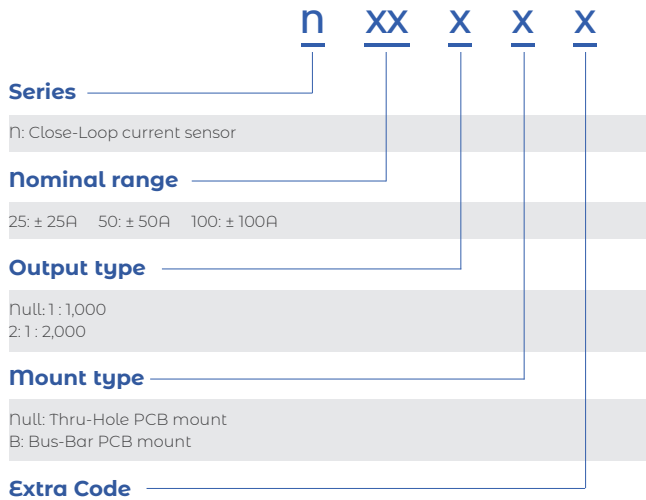 n xx x x x
Series
N: Close-Loop current sensor
Nominal range
25: ± 25A 50: ± 50A 100: ± 100A
Output type
Null: 1 : 1,000
2: 1 : 2,000
Mount type
Null: Thru-Hole PCB mount
B: Bus-Bar PCB mount
Extra Code